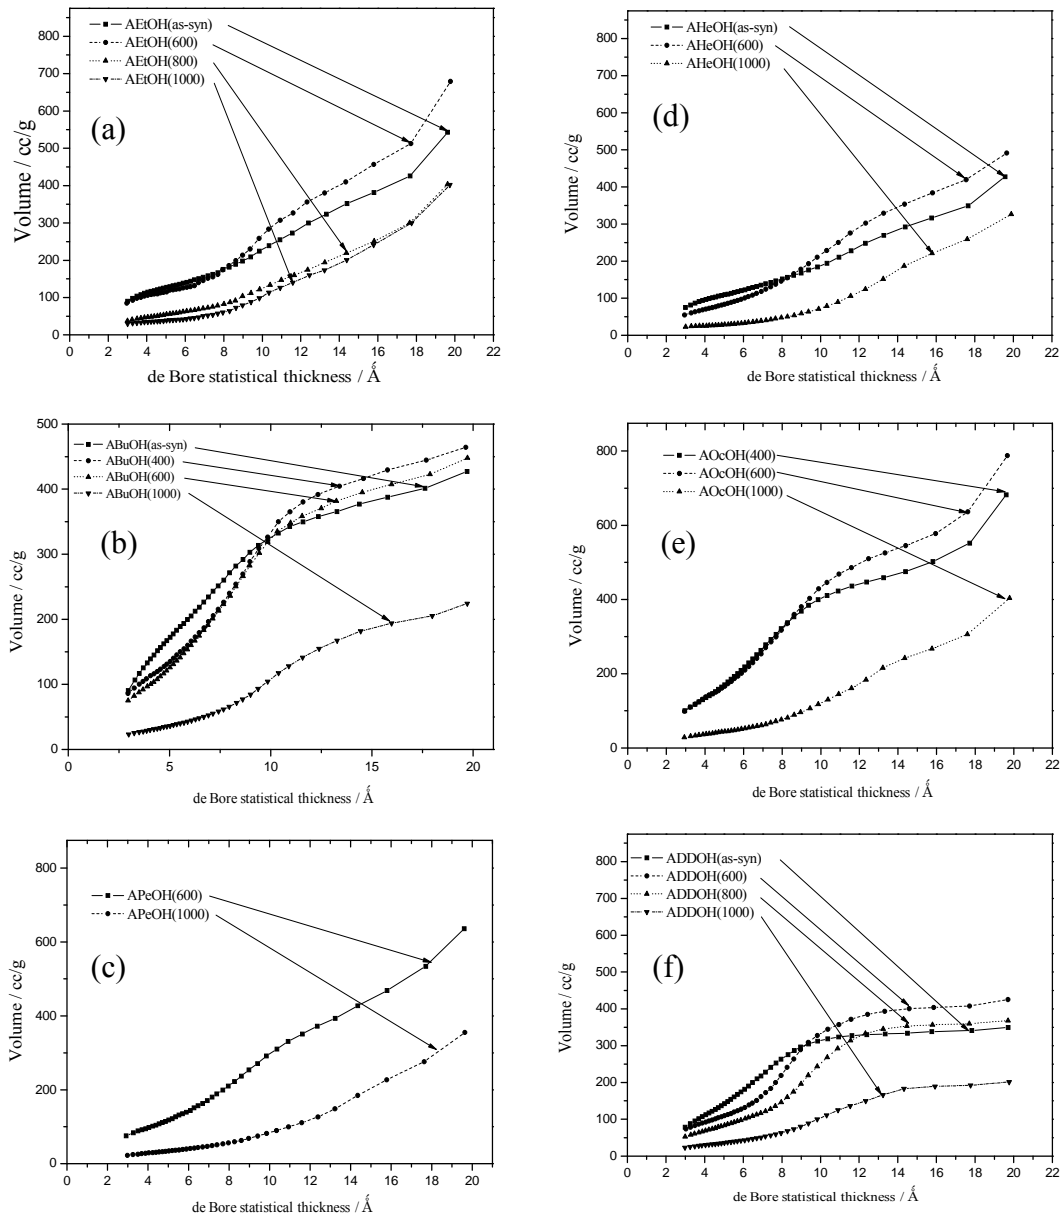 AEtOH(as-syn)
AEtOH(600)
AEtOH(800)
AEtOH(1000)
(a)
800
700
600
500
400
300
200
100
0
Volume / cc/g
0 2 4 6 8 10 12 14 16 18 20 22
de Bore statistical thickness / Å
AHeOH(as-syn)
AHeOH(600)
AHeOH(1000)
(d)
800
700
600
500
400
300
200
100
0
Volume / cc/g
0 2 4 6 8 10 12 14 16 18 20 22
de Bore statistical thickness / Å
ABuOH(as-syn)
ABuOH(400)
ABuOH(600)
ABuOH(1000)
(b)
500
400
300
200
100
0
Volume / cc/g
0 5 10 15 20
de Bore statistical thickness / Å
AOcOH(400)
AOcOH(600)
AOcOH(1000)
(e)
800
600
400
200
0
Volume / cc/g
0 2 4 6 8 10 12 14 16 18 20 22
de Bore statistical thickness / Å
APeOH(600)
APeOH(1000)
(c)
800
600
400
200
0
Volume / cc/g
0 2 4 6 8 10 12 14 16 18 20
de Bore statistical thickness / Å
ADDOH(as-syn)
ADDOH(600)
ADDOH(800)
ADDOH(1000)
(f)
800
700
600
500
400
300
200
100
0
Volume / cc/g
0 2 4 6 8 10 12 14 16 18 20 22
de Bore statistical thickness / Å